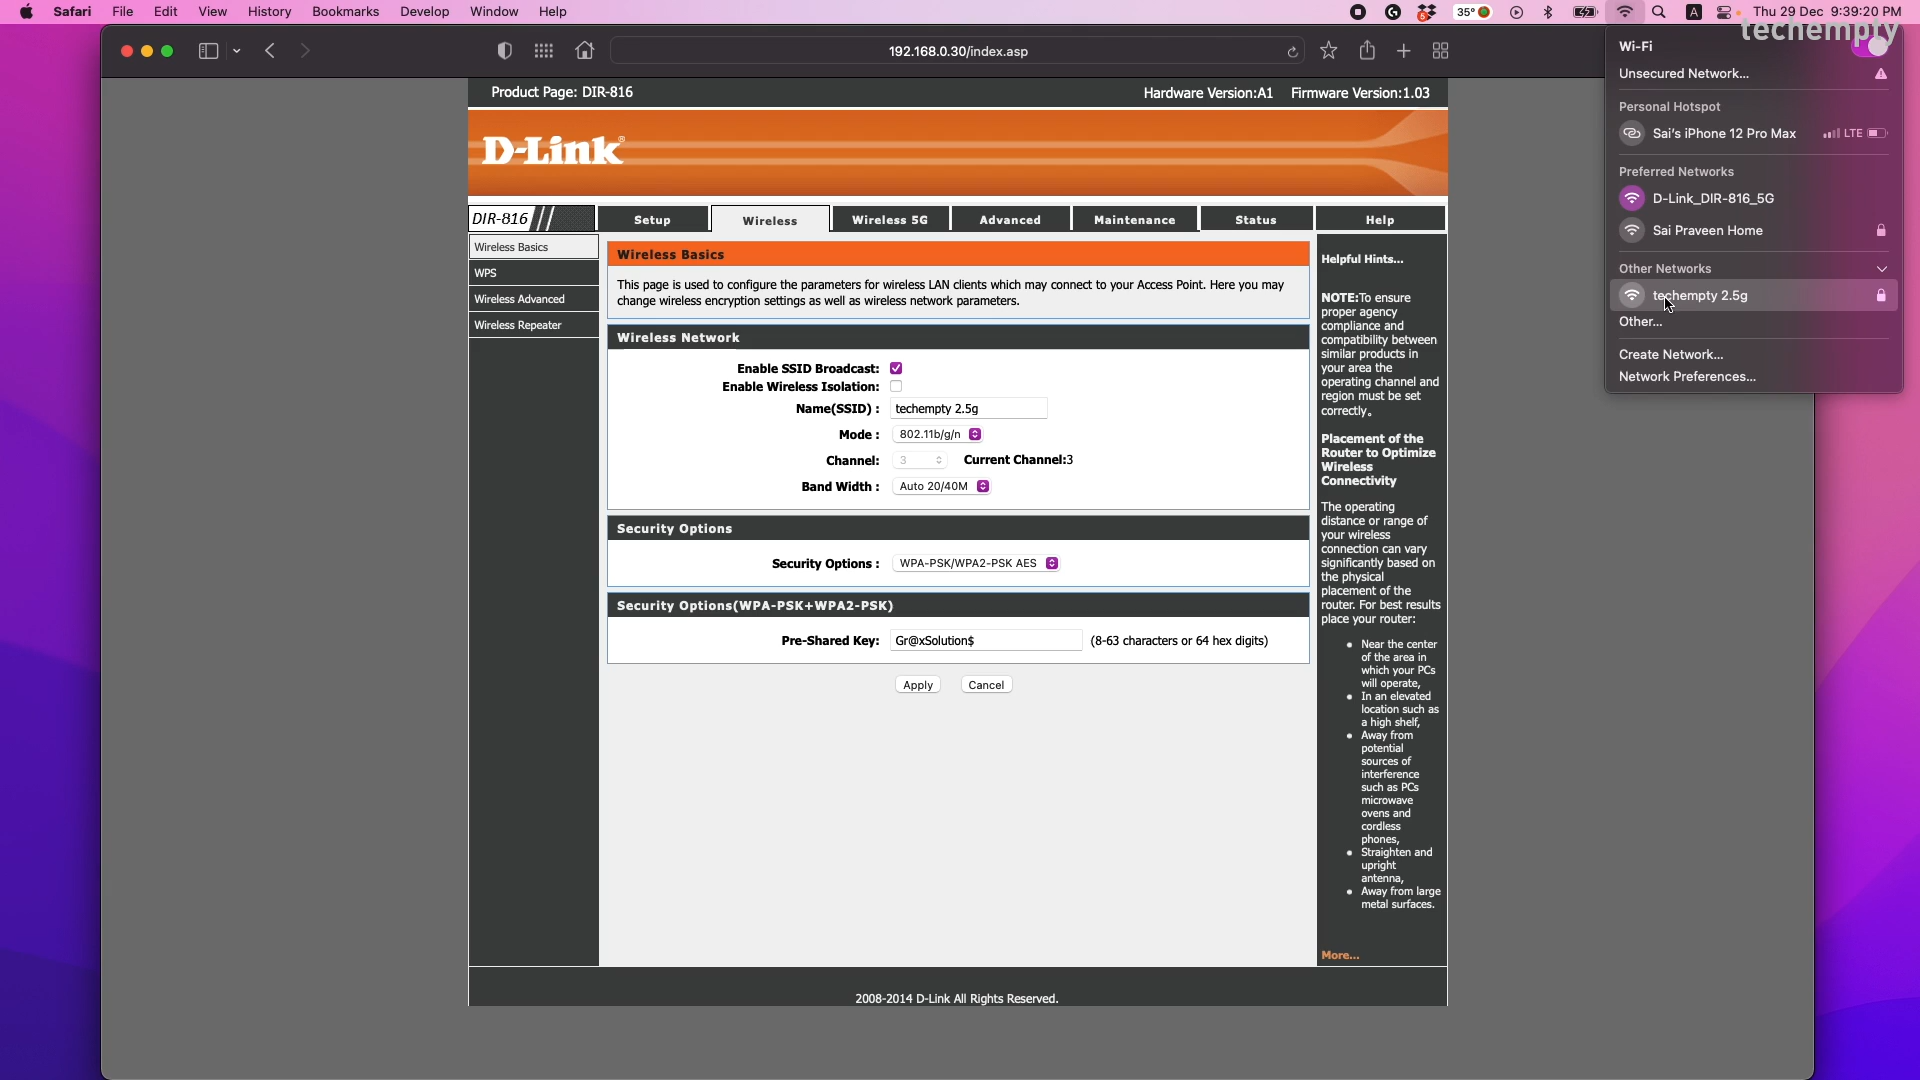 Safari File Edit View History Bookmarks Develop Window Help
5 35° A Thu 29 Dec 9:39:20 PM
techempty
192.168.0.30/index.asp
Wi-Fi
Unsecured Network...
Personal Hotspot
Sai's iPhone 12 Pro Max LTE
Preferred Networks
D-Link_DIR-816_5G
Sai Praveen Home
Other Networks
techempty 2.5g
Other...
Create Network...
Network Preferences...
Product Page: DIR-816 Hardware Version:A1 Firmware Version:1.03
D-Link®
DIR-816 Setup Wireless Wireless 5G Advanced Maintenance Status Help
Wireless Basics
WPS
Wireless Advanced
Wireless Repeater
Wireless Basics
This page is used to configure the parameters for wireless LAN clients which may connect to your Access Point. Here you may
change wireless encryption settings as well as wireless network parameters.
Wireless Network
Enable SSID Broadcast:
Enable Wireless Isolation:
Name(SSID) : techempty 2.5g
Mode : 802.11b/g/n
Channel: 3 Current Channel:3
Band Width : Auto 20/40M
Security Options
Security Options : WPA-PSK/WPA2-PSK AES
Security Options(WPA-PSK+WPA2-PSK)
Pre-Shared Key: Gr@xSolution$ (8-63 characters or 64 hex digits)
Apply Cancel
Helpful Hints...
NOTE:To ensure
proper agency
compliance and
compatibility between
similar products in
your area the
operating channel and
region must be set
correctly。
Placement of the
Router to Optimize
Wireless
Connectivity
The operating
distance or range of
your wireless
connection can vary
significantly based on
the physical
placement of the
router. For best results
place your router:
• Near the center
of the area in
which your PCs
will operate,
• In an elevated
location such as
a high shelf,
• Away from
potential
sources of
interference
such as PCs
microwave
ovens and
cordless
phones,
• Straighten and
upright
antenna,
• Away from large
metal surfaces.
More...
2008-2014 D-Link All Rights Reserved.